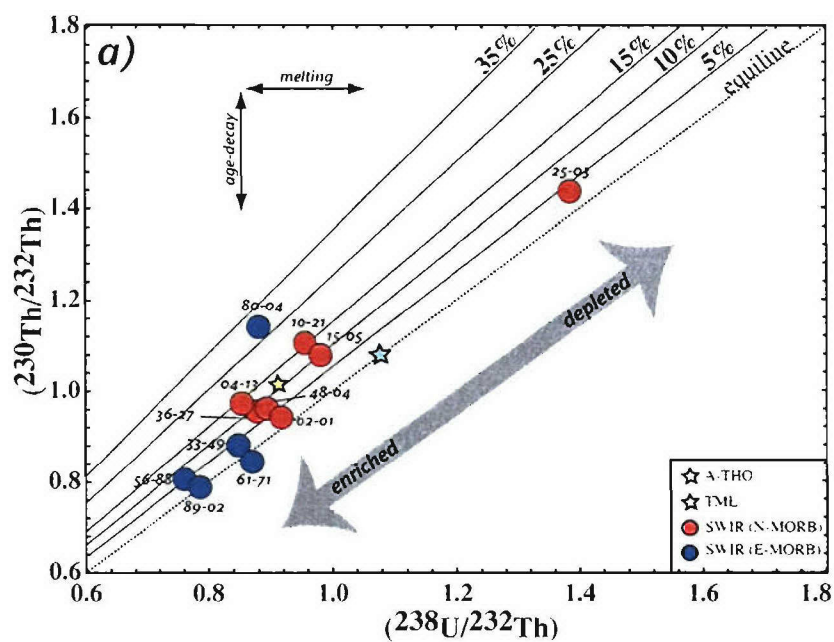 a)
melting
age-decay
35%
25%
15%
10%
5%
equiline
1.8
1.6
1.4
1.2
1.0
0.8
0.6
(230Th/232Th)
25-03
80-04
10-21
15-05
04-13
48-04
36-27
02-01
33-49
61-71
56-88
89-02
depleted
enriched
A-THO
TML
SWIR (N-MORB)
SWIR (E-MORB)
0.6 0.8 1.0 1.2 1.4 1.6 1.8
(238U/232Th)